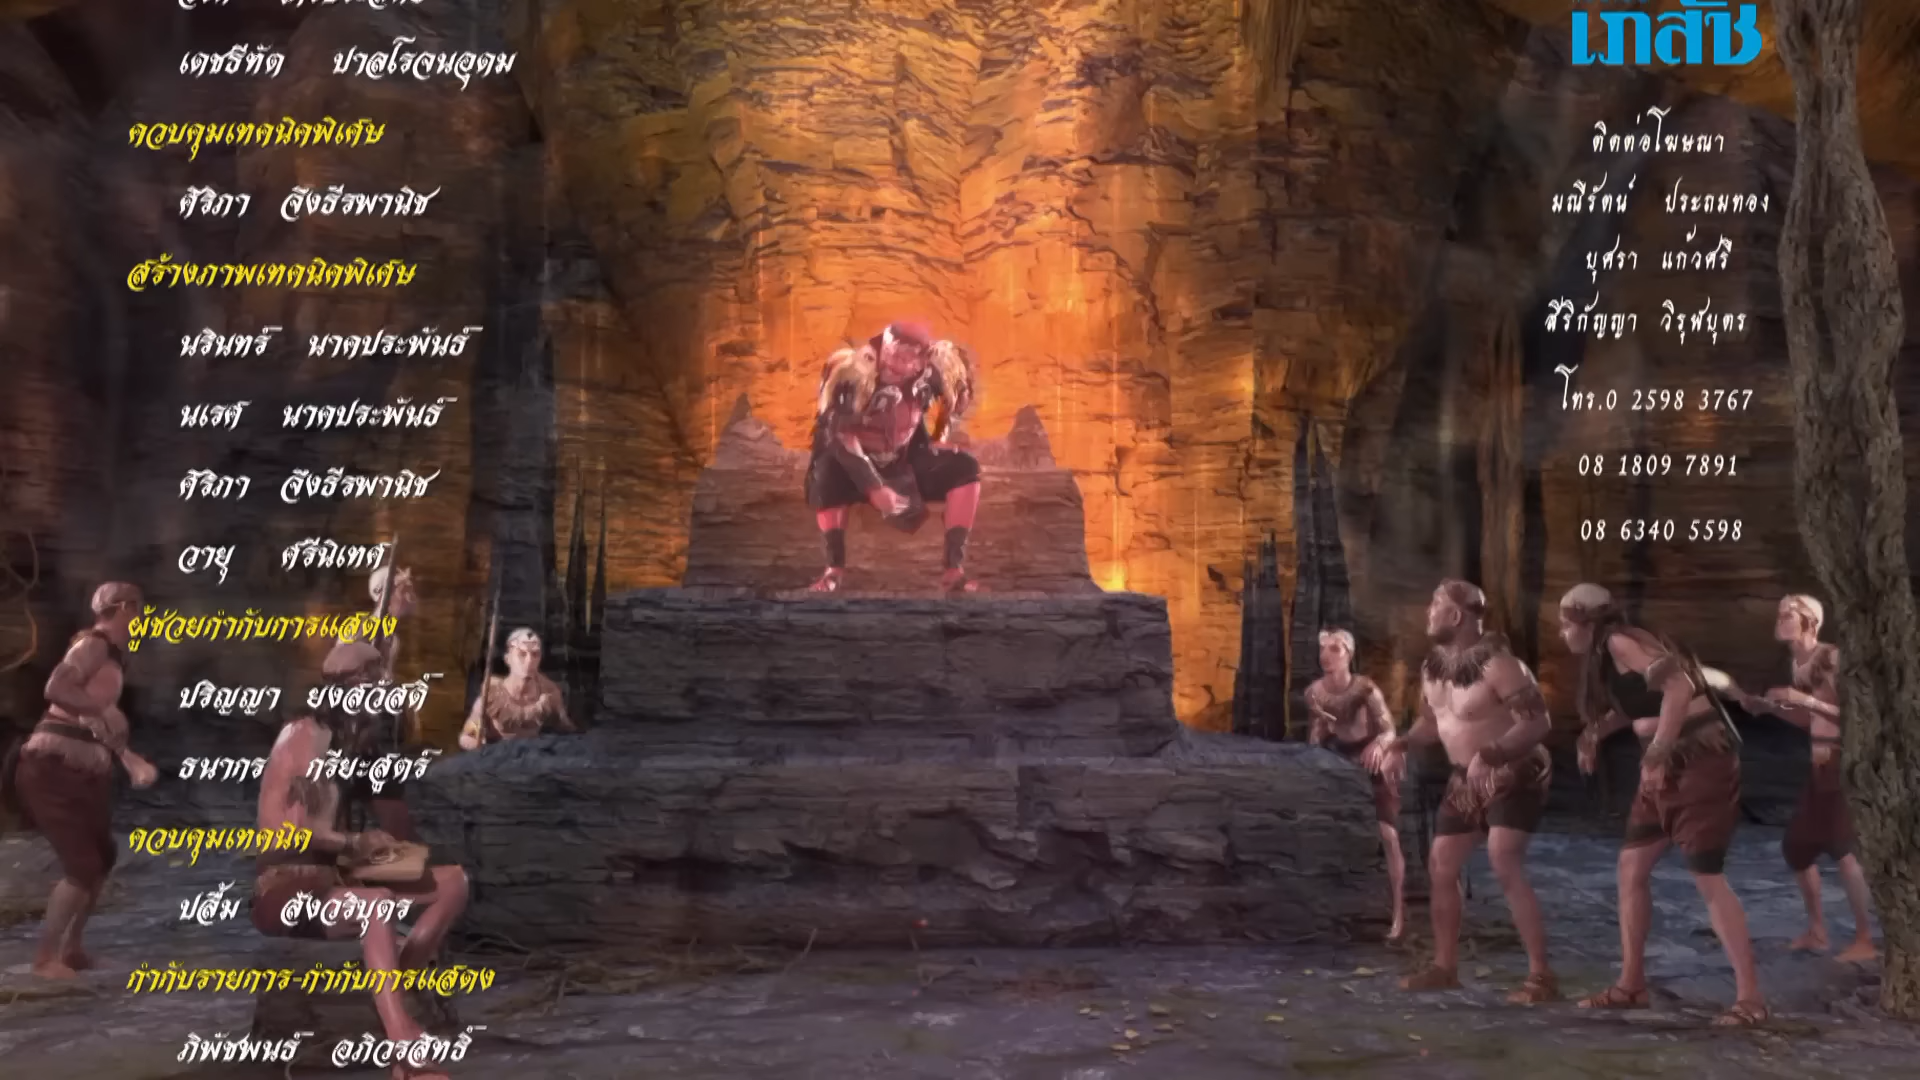 เดชธีทัต ปาลโรจนอุดม
ควบคุมเทคนิคพิเศษ
ศิริภา จึงธีรพานิช
สร้างภาพเทคนิคพิเศษ
นรินทร์ นาคประพันธ์
นเรศ นาคประพันธ์
ศิริภา จึงธีรพานิช
วายุ ศรีนิเทศ
ผู้ช่วยกำกับการแสดง
ปริญญา ยงสวัสดิ์
ธนากร กรียะสูตร์
ควบคุมเทคนิค
ปลื้ม สังวริบุตร
กำกับรายการ-กำกับการแสดง
ภิพัชพนธ์ อภิวรสิทธิ์
เภสัช
ติดต่อโฆษณา
มณีรัตน์ ประถมทอง
บุศรา แก้วศรี
สิริกัญญา วิรุฬบุตร
โทร.0 2598 3767
08 1809 7891
08 6340 5598